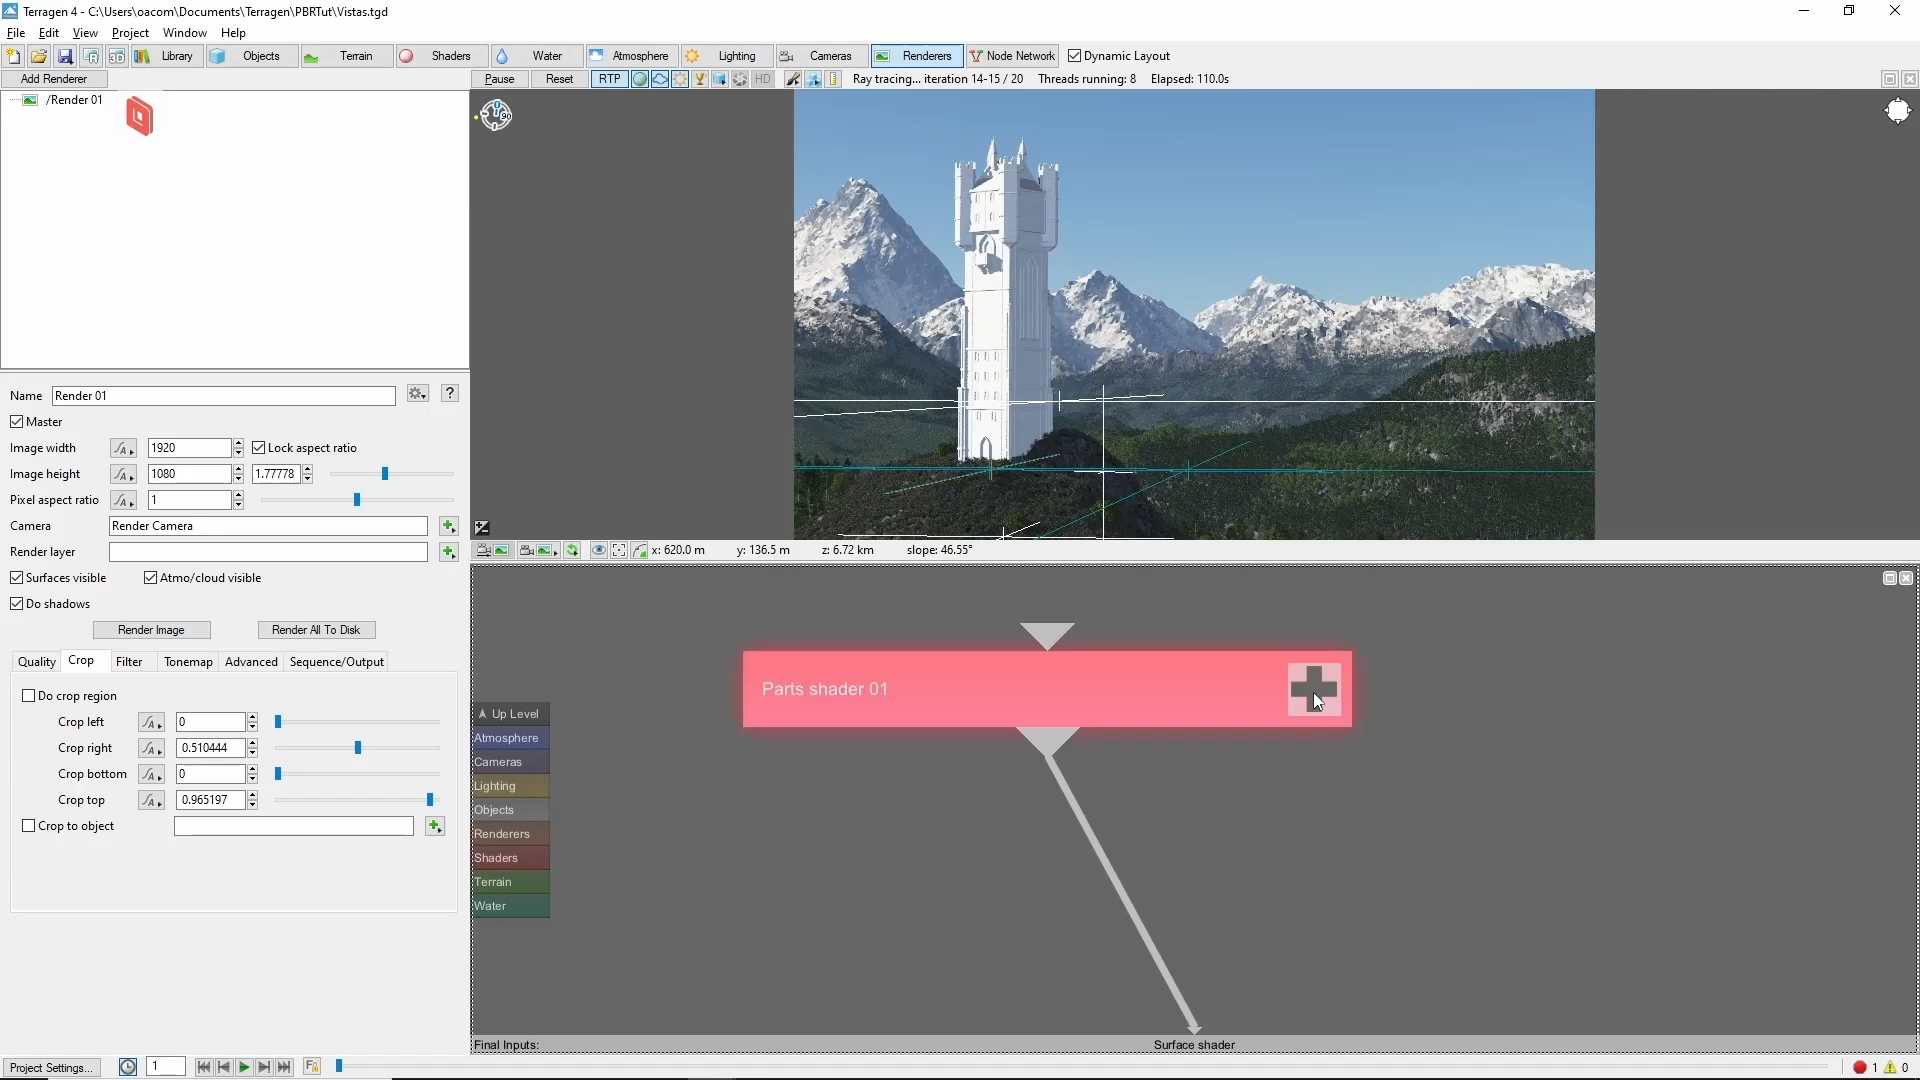 Terragen 4 - C:\Users\oacom\Documents\Terragen\PBRTut\Vistas.tgd
File Edit View Project Window Help
Library Objects Terrain Shaders Water Atmosphere Lighting Cameras Renderers Node Network Dynamic Layout
Add Renderer
Pause Reset RTP HD Ray tracing... iteration 14-15 / 20 Threads running: 8 Elapsed: 110.0s
/Render 01
Name Render 01 ?
Master
Image width 1920 Lock aspect ratio
Image height 1080 1.77778
Pixel aspect ratio 1
Camera Render Camera
Render layer
x: 620.0 m y: 136.5 m z: 6.72 km slope: 46.55°
Surfaces visible Atmo/cloud visible
Do shadows
Render Image Render All To Disk
Quality Crop Filter Tonemap Advanced Sequence/Output
Do crop region
Crop left 0
Crop right 0.510444
Crop bottom 0
Crop top 0.965197
Crop to object
Parts shader 01
Up Level
Atmosphere
Cameras
Lighting
Objects
Renderers
Shaders
Terrain
Water
Final Inputs: Surface shader
Project Settings... 1 1 0